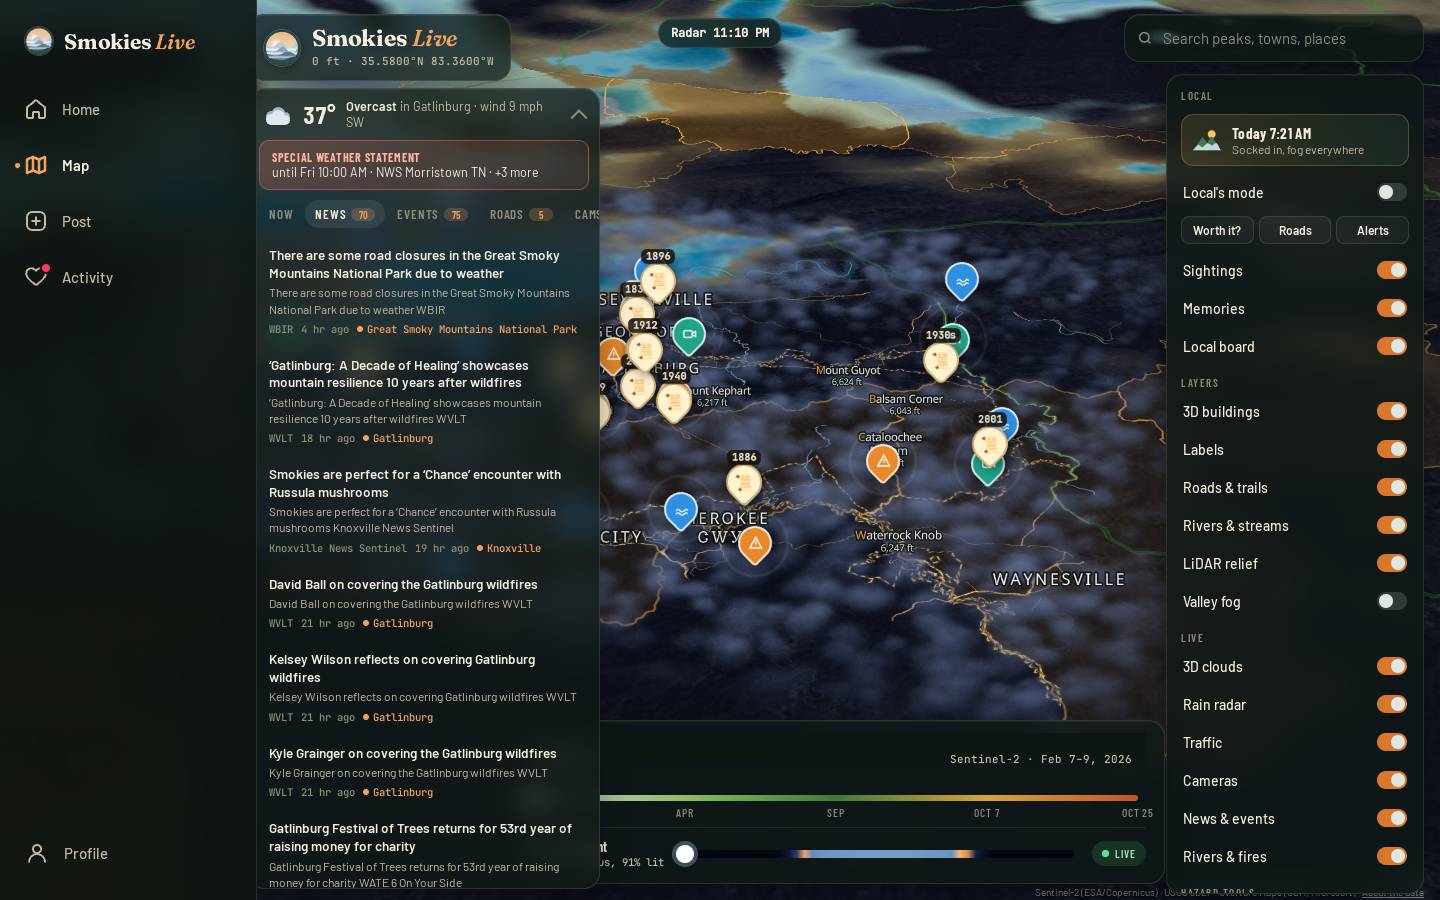 Smokies Live
Home
Map
Post
Activity
Profile
Smokies Live
0 ft · 35.5800°N 83.3600°W
37° Overcast in Gatlinburg · wind 9 mph
SW
SPECIAL WEATHER STATEMENT
until Fri 10:00 AM · NWS Morristown TN · +3 more
NOW NEWS 70 EVENTS 75 ROADS 5 CAMS
There are some road closures in the Great Smoky
Mountains National Park due to weather
There are some road closures in the Great Smoky Mountains
National Park due to weather WBIR
WBIR 4 hr ago Great Smoky Mountains National Park
‘Gatlinburg: A Decade of Healing’ showcases
mountain resilience 10 years after wildfires
‘Gatlinburg: A Decade of Healing’ showcases mountain
resilience 10 years after wildfires WVLT
WVLT 18 hr ago Gatlinburg
Smokies are perfect for a ‘Chance’ encounter with
Russula mushrooms
Smokies are perfect for a ‘Chance’ encounter with Russula
mushrooms Knoxville News Sentinel
Knoxville News Sentinel 19 hr ago Knoxville
David Ball on covering the Gatlinburg wildfires
David Ball on covering the Gatlinburg wildfires WVLT
WVLT 21 hr ago Gatlinburg
Kelsey Wilson reflects on covering Gatlinburg
wildfires
Kelsey Wilson reflects on covering Gatlinburg wildfires WVLT
WVLT 21 hr ago Gatlinburg
Kyle Grainger on covering the Gatlinburg wildfires
Kyle Grainger on covering the Gatlinburg wildfires WVLT
WVLT 21 hr ago Gatlinburg
Gatlinburg Festival of Trees returns for 53rd year of
raising money for charity
Gatlinburg Festival of Trees returns for 53rd year of raising
money for charity WATE 6 On Your Side
Radar 11:10 PM
1896
1912
1940
1930s
2001
1886
Mount Guyot
6,624 ft
6,217 ft
Balsam Corner
6,043 ft
Cataloochee
CITY
Waterrock Knob
6,247 ft
WAYNESVILLE
Sentinel-2 · Feb 7–9, 2026
APR SEP OCT 7 OCT 25
91% lit
LIVE
Search peaks, towns, places
LOCAL
Today 7:21 AM
Socked in, fog everywhere
Local's mode
Worth it? Roads Alerts
Sightings
Memories
Local board
LAYERS
3D buildings
Labels
Roads & trails
Rivers & streams
LiDAR relief
Valley fog
LIVE
3D clouds
Rain radar
Traffic
Cameras
News & events
Rivers & fires
Sentinel-2 (ESA/Copernicus)